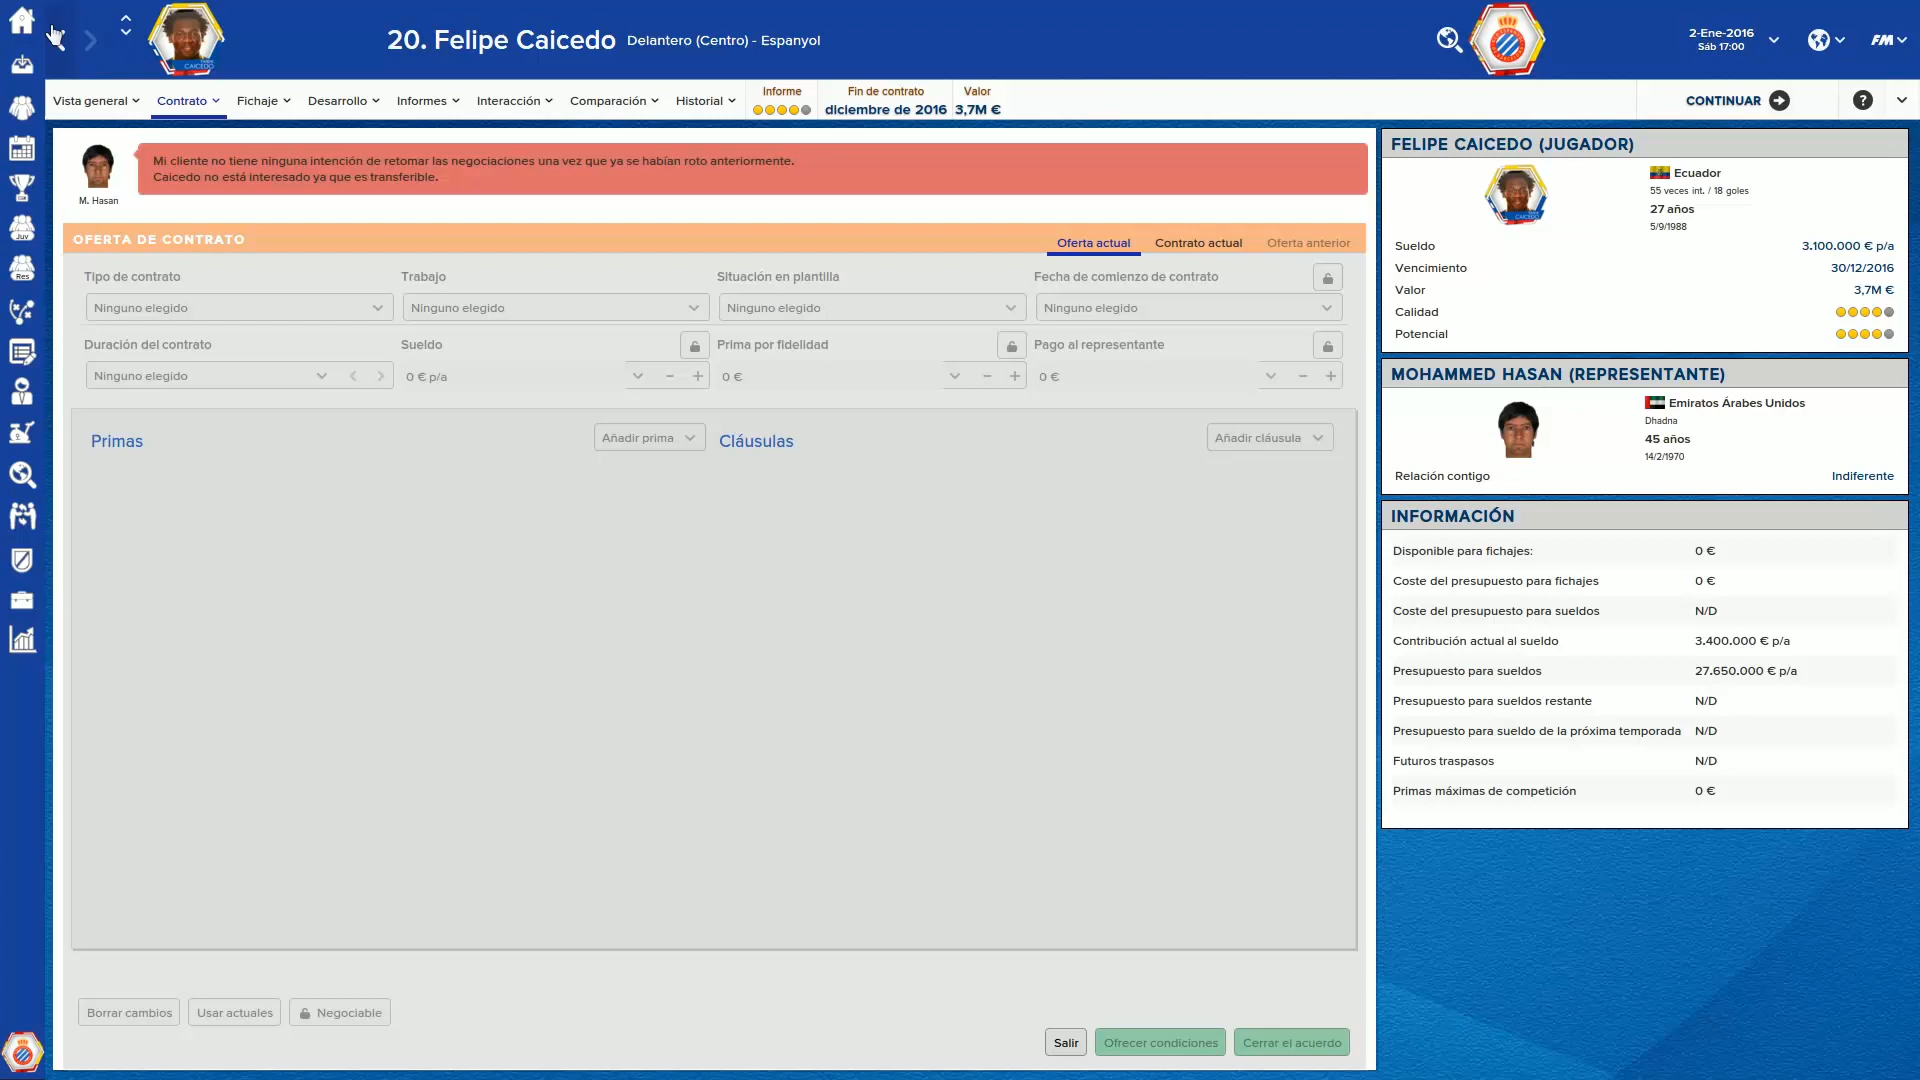 20. Felipe Caicedo Delantero (Centro) - Espanyol
2-Ene-2016
Sáb 17:00
FM
Vista general Contrato Fichaje Desarrollo Informes Interacción Comparación Historial
Informe
Fin de contrato
diciembre de 2016
Valor
3,7M €
CONTINUAR
?
Juv
Res
M. Hasan
Mi cliente no tiene ninguna intención de retomar las negociaciones una vez que ya se habían roto anteriormente.
Caicedo no está interesado ya que es transferible.
OFERTA DE CONTRATO
Oferta actual Contrato actual Oferta anterior
Tipo de contrato Trabajo Situación en plantilla Fecha de comienzo de contrato
Ninguno elegido Ninguno elegido Ninguno elegido Ninguno elegido
Duración del contrato Sueldo Prima por fidelidad Pago al representante
Ninguno elegido 0 € p/a 0 € 0 €
Primas Añadir prima Cláusulas Añadir cláusula
Borrar cambios Usar actuales Negociable
Salir Ofrecer condiciones Cerrar el acuerdo
FELIPE CAICEDO (JUGADOR)
CAICEDO
Ecuador
55 veces int. / 18 goles
27 años
5/9/1988
Sueldo 3.100.000 € p/a
Vencimiento 30/12/2016
Valor 3,7M €
Calidad
Potencial
MOHAMMED HASAN (REPRESENTANTE)
Emiratos Árabes Unidos
Dhadna
45 años
14/2/1970
Relación contigo Indiferente
INFORMACIÓN
Disponible para fichajes: 0 €
Coste del presupuesto para fichajes 0 €
Coste del presupuesto para sueldos N/D
Contribución actual al sueldo 3.400.000 € p/a
Presupuesto para sueldos 27.650.000 € p/a
Presupuesto para sueldos restante N/D
Presupuesto para sueldo de la próxima temporada N/D
Futuros traspasos N/D
Primas máximas de competición 0 €